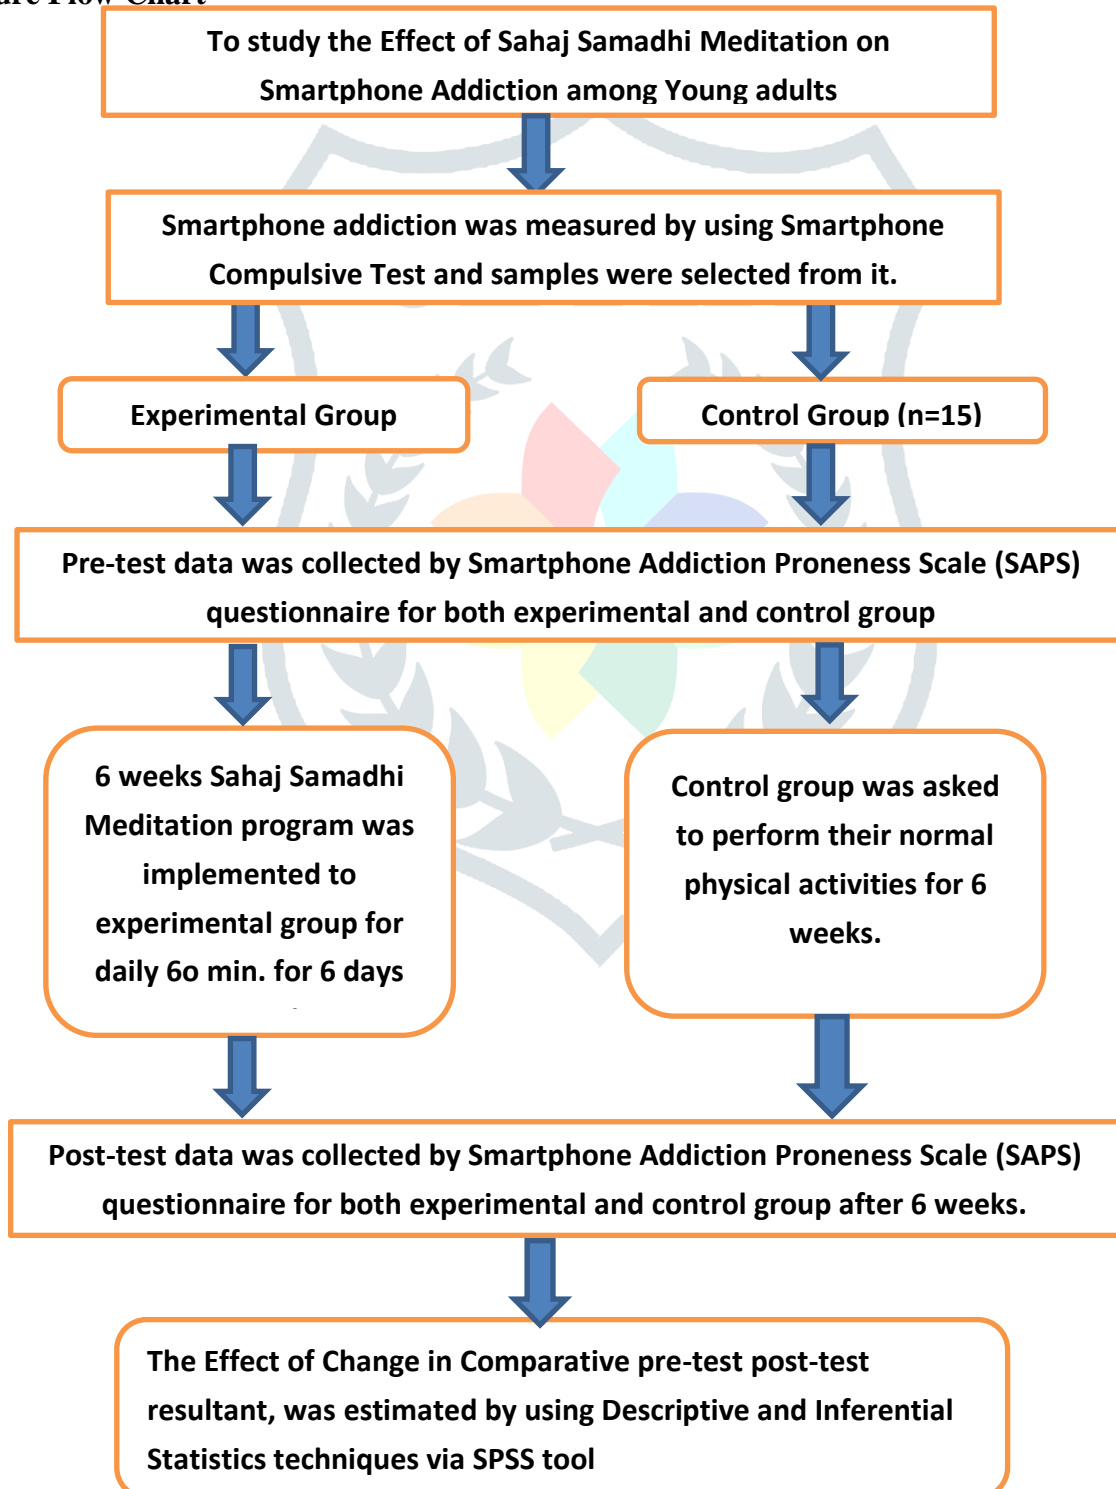 Flow Chart
To study the Effect of Sahaj Samadhi Meditation on
Smartphone Addiction among Young adults
Smartphone addiction was measured by using Smartphone
Compulsive Test and samples were selected from it.
Experimental Group
Control Group (n=15)
Pre-test data was collected by Smartphone Addiction Proneness Scale (SAPS)
questionnaire for both experimental and control group
6 weeks Sahaj Samadhi
Meditation program was
implemented to
experimental group for
daily 6o min. for 6 days
Control group was asked
to perform their normal
physical activities for 6
weeks.
Post-test data was collected by Smartphone Addiction Proneness Scale (SAPS)
questionnaire for both experimental and control group after 6 weeks.
The Effect of Change in Comparative pre-test post-test
resultant, was estimated by using Descriptive and Inferential
Statistics techniques via SPSS tool